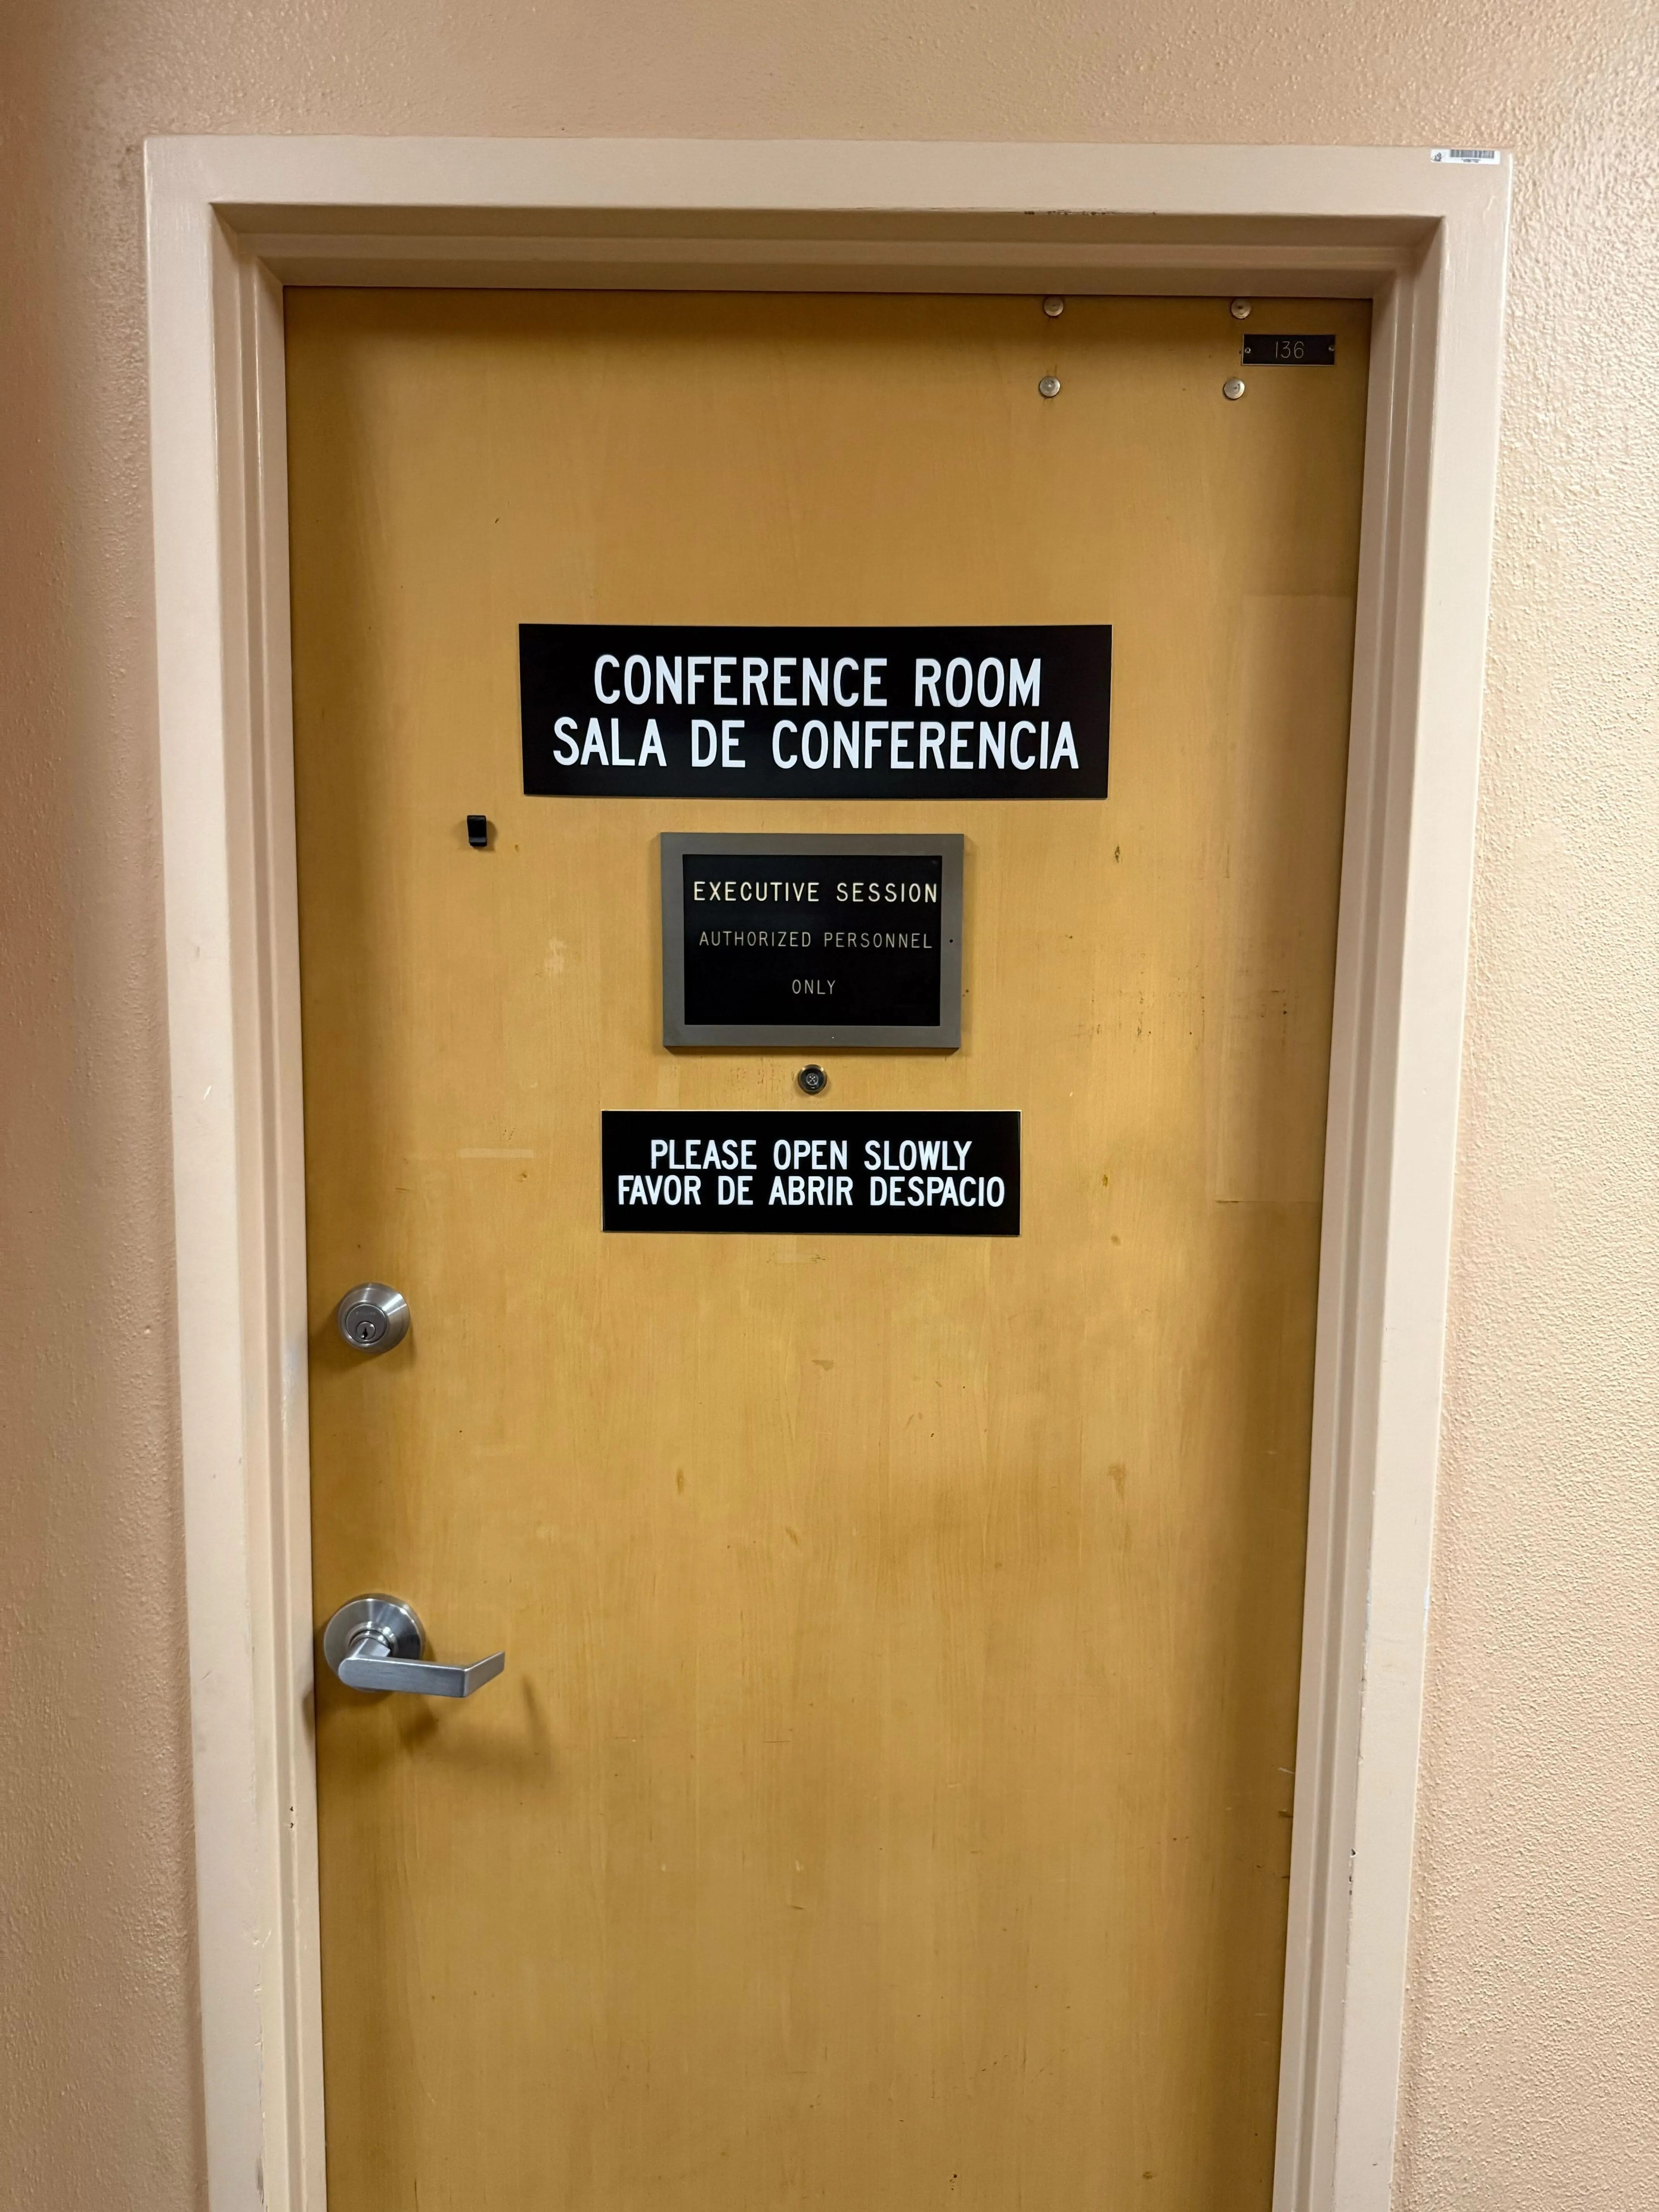 136
CONFERENCE ROOM
SALA DE CONFERENCIA
EXECUTIVE SESSION
AUTHORIZED PERSONNEL
ONLY
PLEASE OPEN SLOWLY
FAVOR DE ABRIR DESPACIO